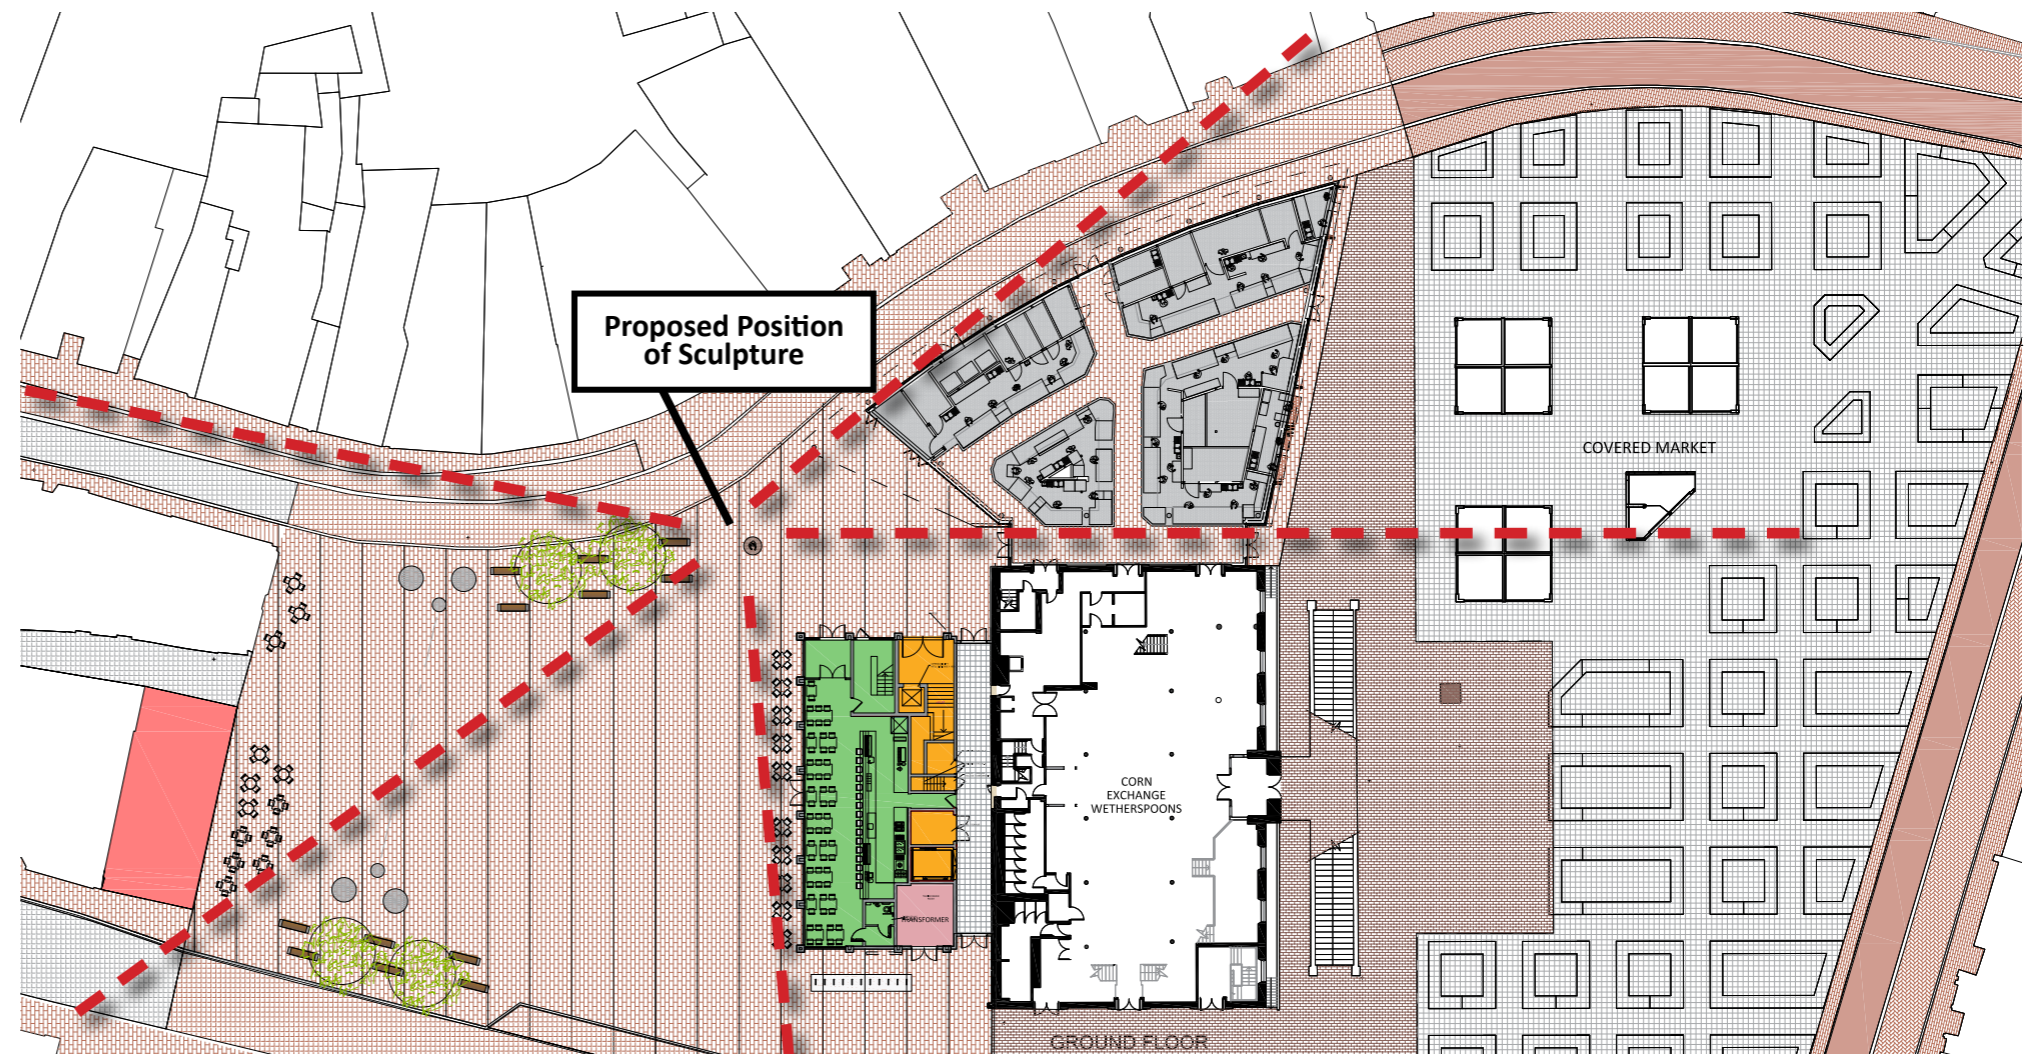 Proposed Position
of Sculpture
COVERED MARKET
CORN
EXCHANGE
WETHERSPOONS
TRANSFORMER
GROUND FLOOR